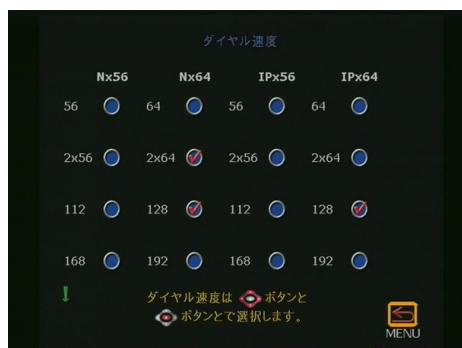 ダイヤル速度
Nx56 Nx64 IPx56 IPx64
56 64 56 64
2x56 2x64 2x56 2x64
112 128 112 128
168 192 168 192
ダイヤル速度は ボタンと
ボタンとで選択します。
MENU